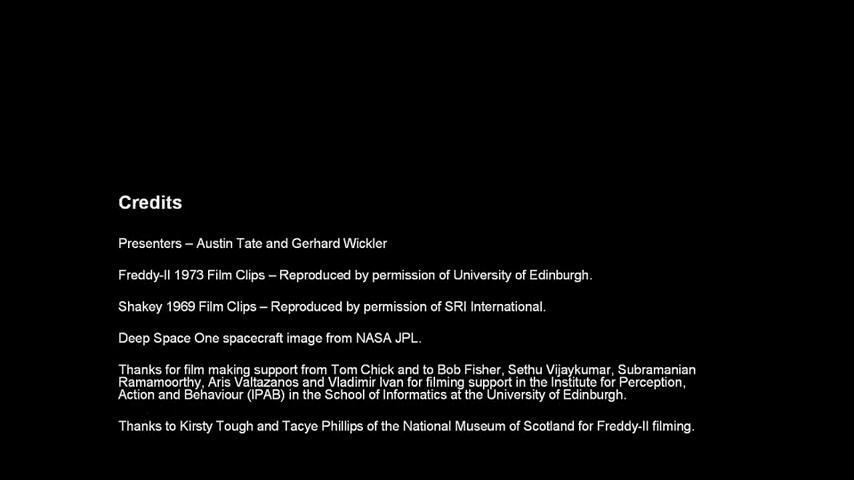 Credits
Presenters – Austin Tate and Gerhard Wickler
Freddy-II 1973 Film Clips – Reproduced by permission of University of Edinburgh.
Shakey 1969 Film Clips – Reproduced by permission of SRI International.
Deep Space One spacecraft image from NASA JPL.
Thanks for film making support from Tom Chick and to Bob Fisher, Sethu Vijaykumar, Subramanian
Ramamoorthy, Aris Valtazanos and Vladimir Ivan for filming support in the Institute for Perception,
Action and Behaviour (IPAB) in the School of Informatics at the University of Edinburgh.
Thanks to Kirsty Tough and Tacye Phillips of the National Museum of Scotland for Freddy-II filming.